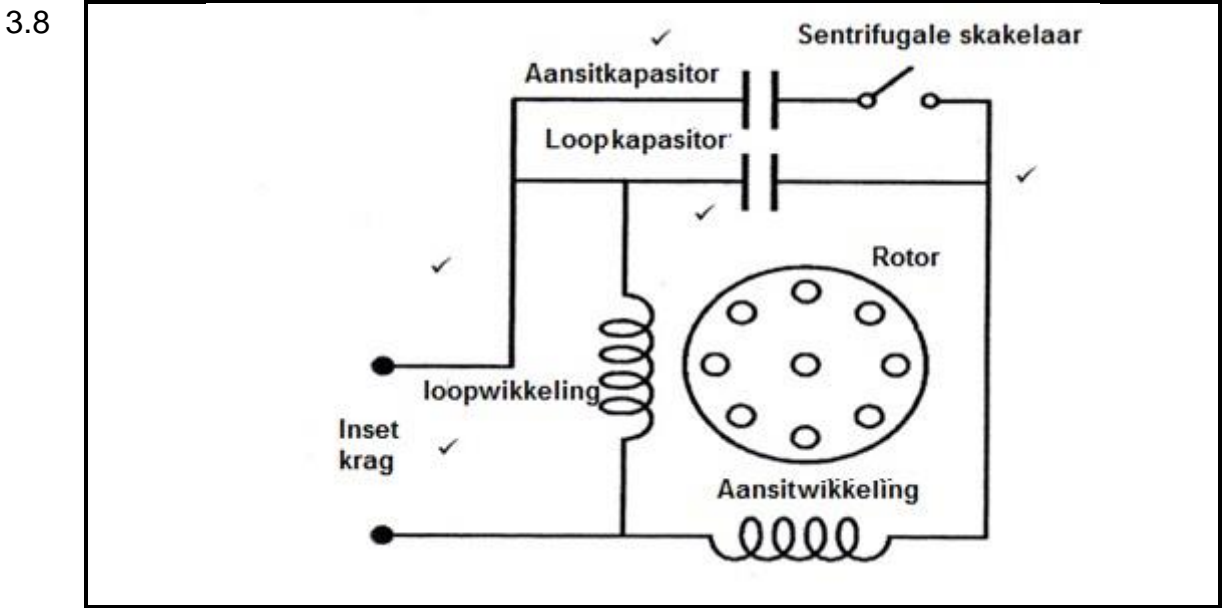 3.8
Sentrifugale skakelaar
Aansitkapasitor
Loopkapasitor
Rotor
loopwikkeling
Inset
krag
Aansitwikkeling